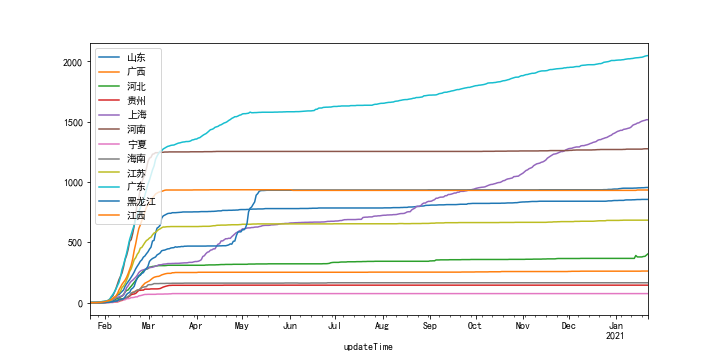 2000
1500
1000
500
0
山东
广西
河北
贵州
上海
河南
宁夏
海南
江苏
广东
黑龙江
江西
Feb Mar Apr May Jun Jul Aug Sep Oct Nov Dec Jan
2021
updateTime